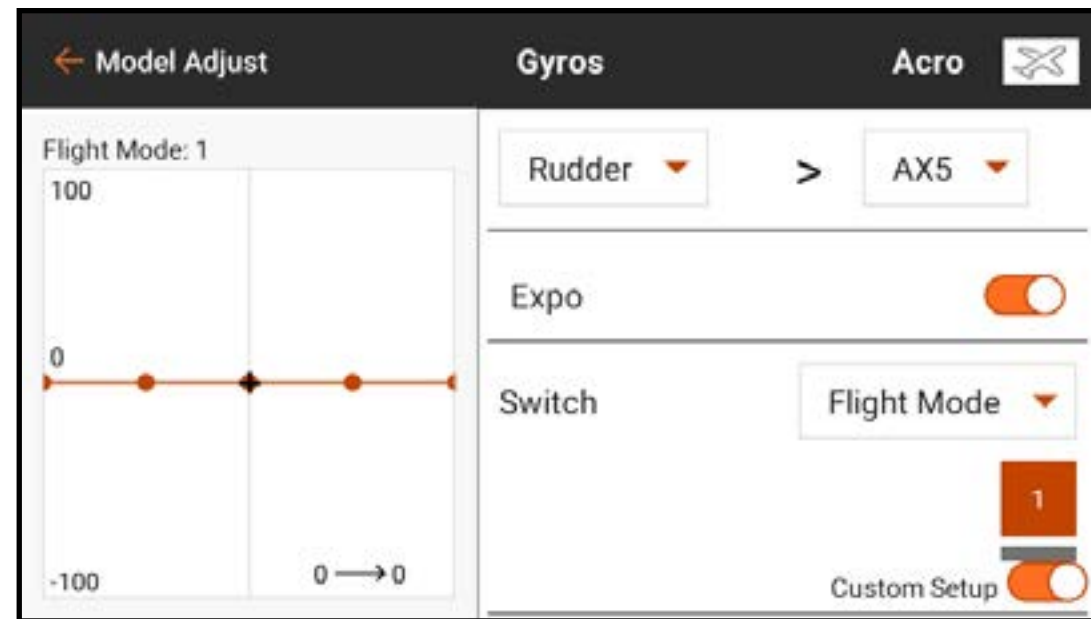 ← Model Adjust
Gyros
Acro
Flight Mode: 1
100
0
-100
0 → 0
Rudder > AX5
Expo
Switch Flight Mode
1
Custom Setup